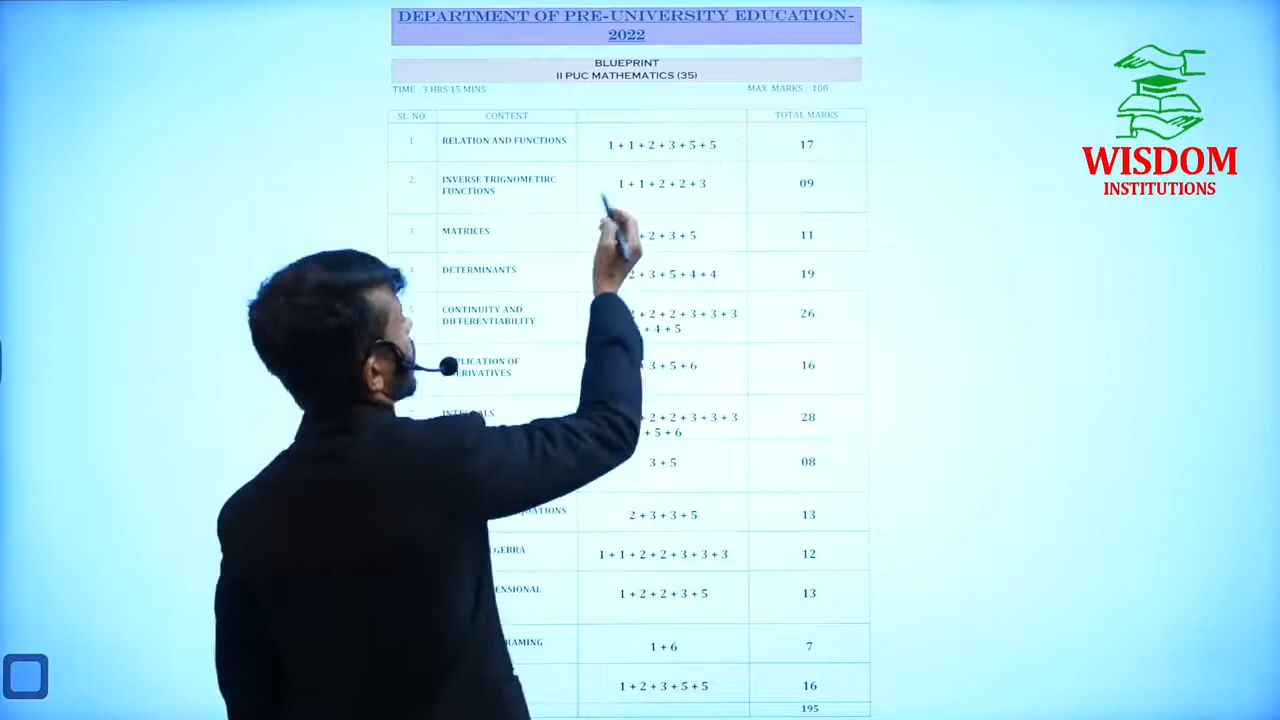 DEPARTMENT OF PRE-UNIVERSITY EDUCATION-
2022
BLUEPRINT
II PUC MATHEMATICS (35)
TIME : 3 HRS 15 MINS MAX MARKS : 100
SL. NO. CONTENT TOTAL MARKS
1. RELATION AND FUNCTIONS 1 + 1 + 2 + 3 + 5 + 5 17
2. INVERSE TRIGNOMETIRC 1 + 1 + 2 + 2 + 3 09
FUNCTIONS
3. MATRICES + 2 + 3 + 5 11
4. DETERMINANTS 2 + 3 + 5 + 4 + 4 19
CONTINUITY AND + 2 + 2 + 3 + 3 + 3 26
DIFFERENTIABILITY + 4 + 5
OF 3 + 5 + 6 16
+ 2 + 2 + 3 + 3 + 3 28
+ 5 + 6
3 + 5 08
2 + 3 + 3 + 5 13
1 + 1 + 2 + 2 + 3 + 3 + 3 12
1 + 2 + 2 + 3 + 5 13
1 + 6 7
1 + 2 + 3 + 5 + 5 16
195
WISDOM
INSTITUTIONS